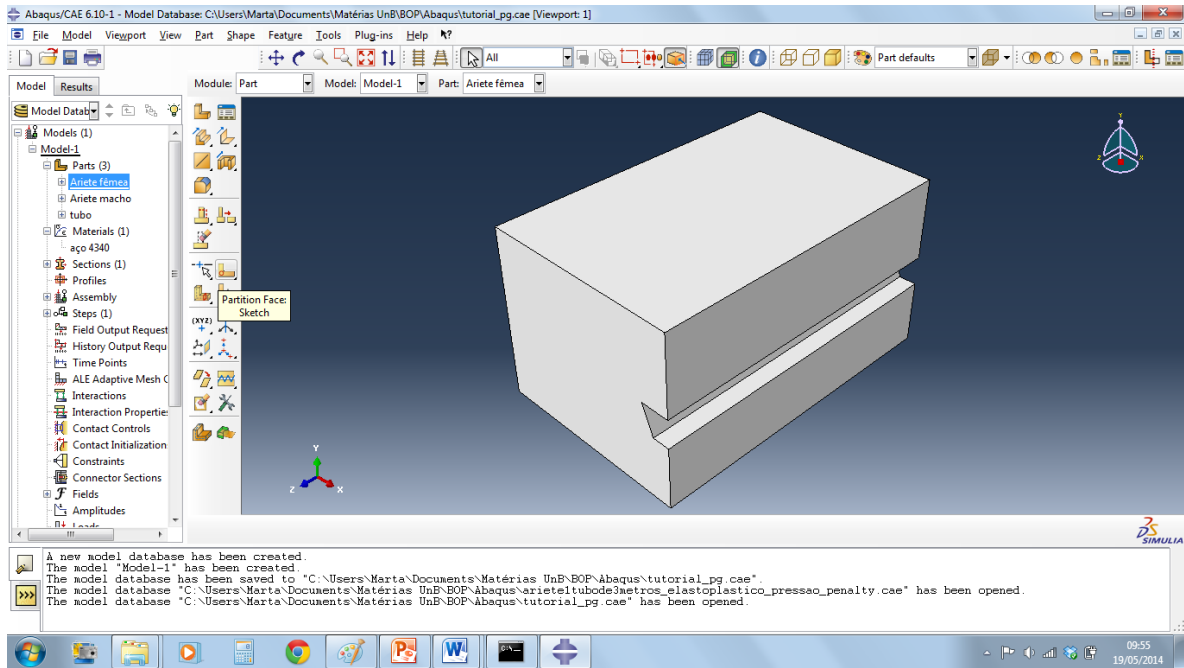 Abaqus/CAE 6.10-1 - Model Database: C:\Users\Marta\Documents\Matérias UnB\BOP\Abaqus\tutorial_pg.cae [Viewport: 1]
File Model Viewport View Part Shape Feature Tools Plug-ins Help
All Part defaults
Model Results
Module: Part Model: Model-1 Part: Ariete fêmea
Model Datab
Models (1)
Model-1
Parts (3)
Ariete fêmea
Ariete macho
tubo
Materials (1)
aço 4340
Sections (1)
Profiles
Assembly
Steps (1)
Field Output Request
History Output Requ
Time Points
ALE Adaptive Mesh C
Interactions
Interaction Propertie
Contact Controls
Contact Initialization
Constraints
Connector Sections
Fields
Amplitudes
Loads
(XYZ)
Partition Face:
Sketch
Y
Z X
Y
Z X
SIMULIA
A new model database has been created.
The model "Model-1" has been created.
The model database has been saved to "C:\Users\Marta\Documents\Matérias UnB\BOP\Abaqus\tutorial_pg.cae".
The model database "C:\Users\Marta\Documents\Matérias UnB\BOP\Abaqus\ariete1tubode3metros_elastoplastico_pressao_penalty.cae" has been opened.
The model database "C:\Users\Marta\Documents\Matérias UnB\BOP\Abaqus\tutorial_pg.cae" has been opened.
09:55
19/05/2014